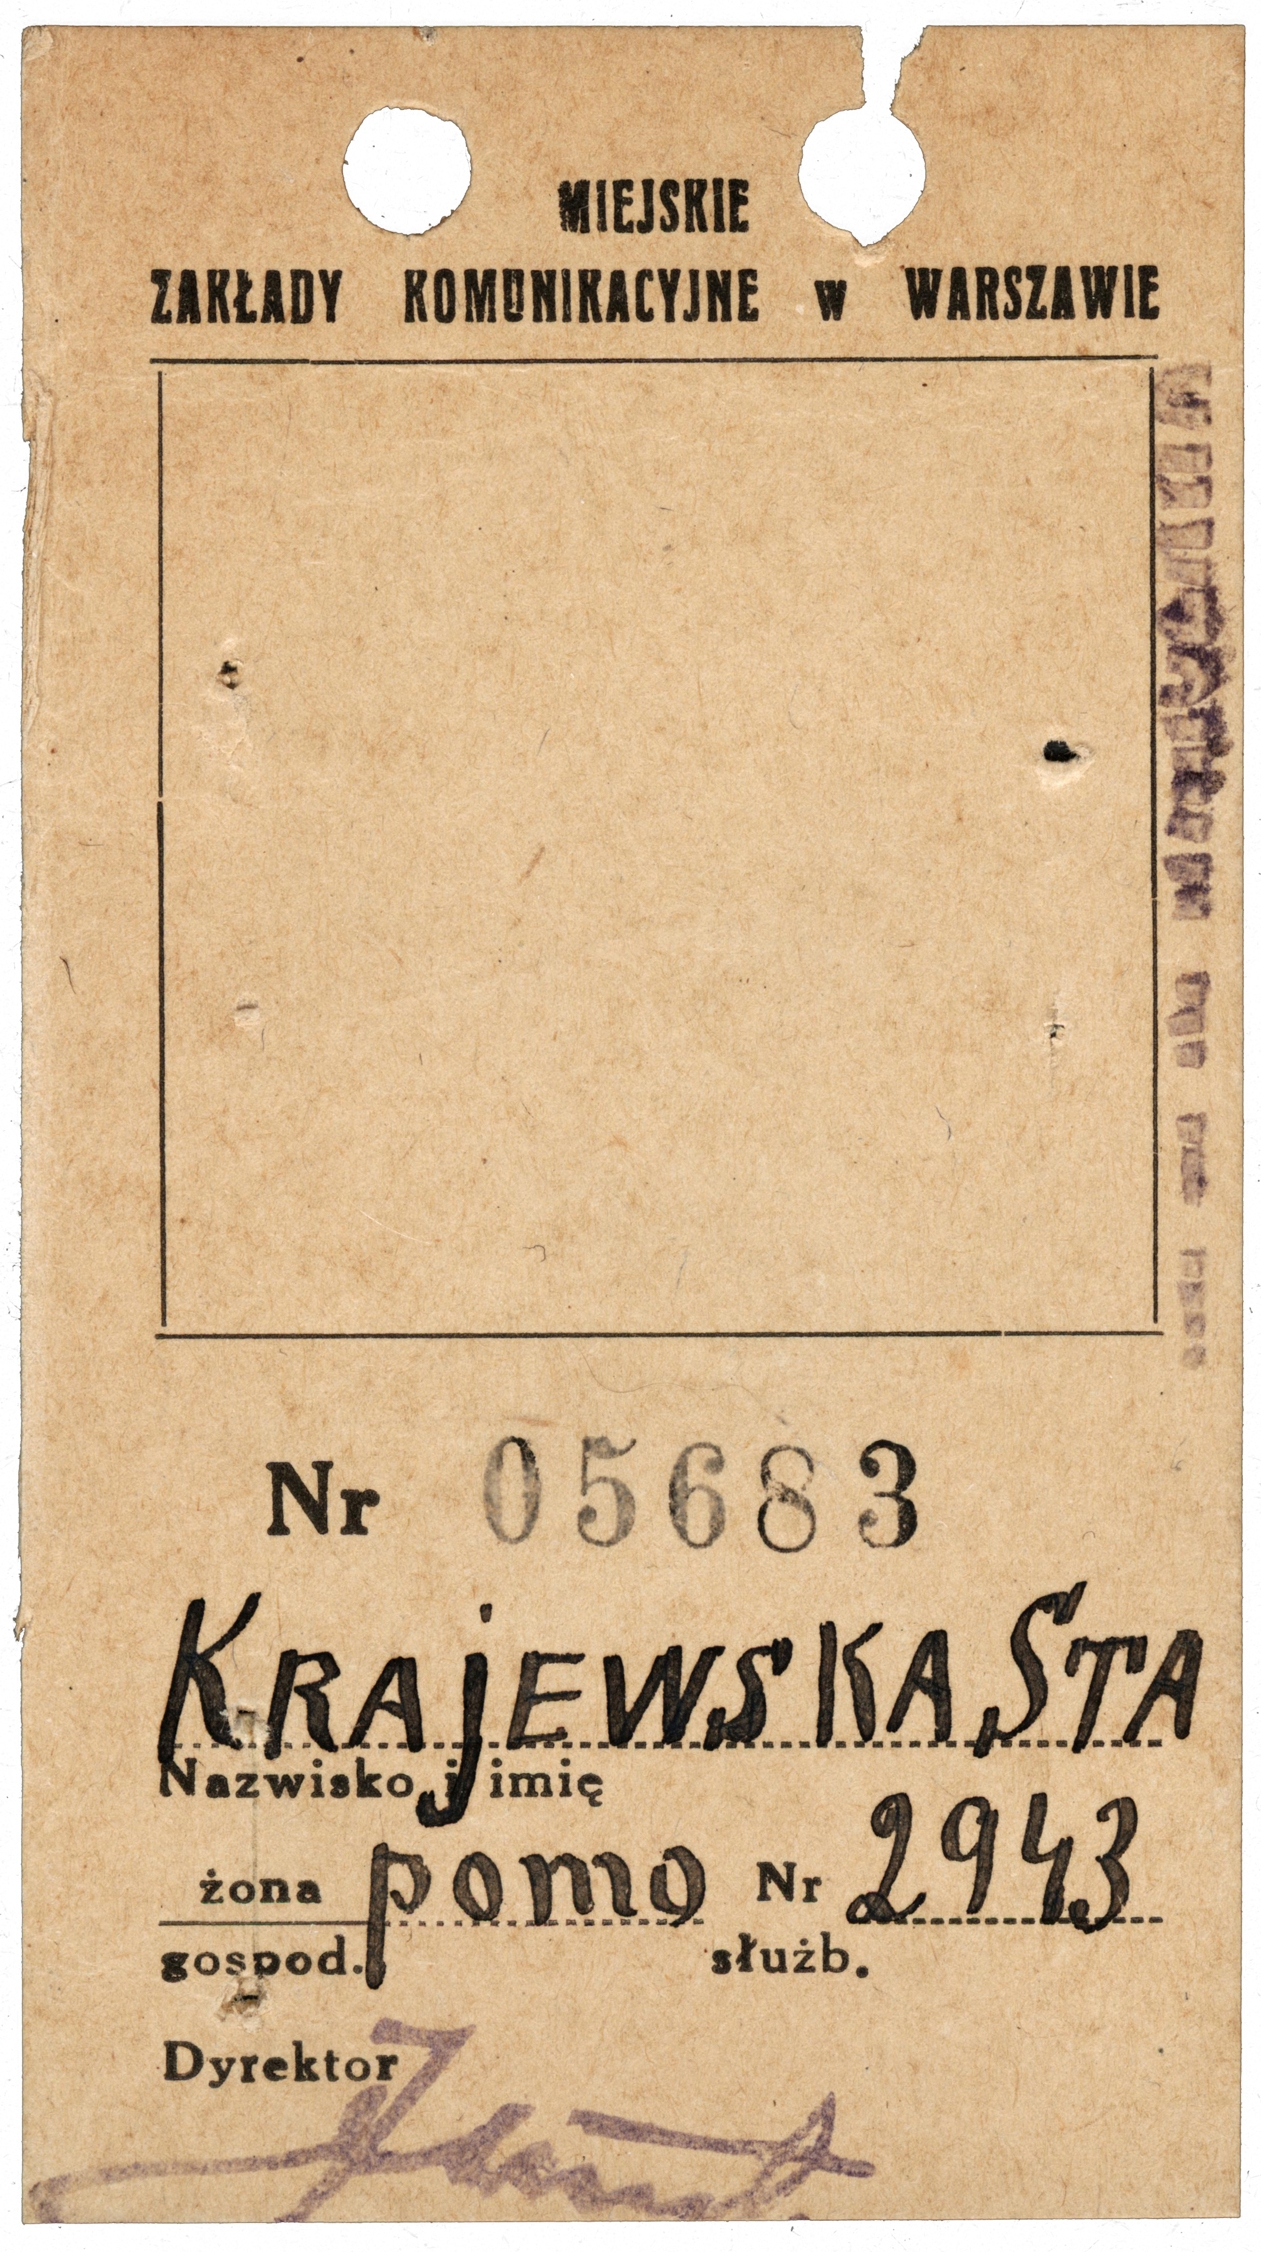 MIEJSKIE
ZAKŁADY KOMUNIKACYJNE w WARSZAWIE
Nr 05683
KRAjEWSKA STA
Nazwisko i imię
żona pomo Nr 2943
gospod. służb.
Dyrektor